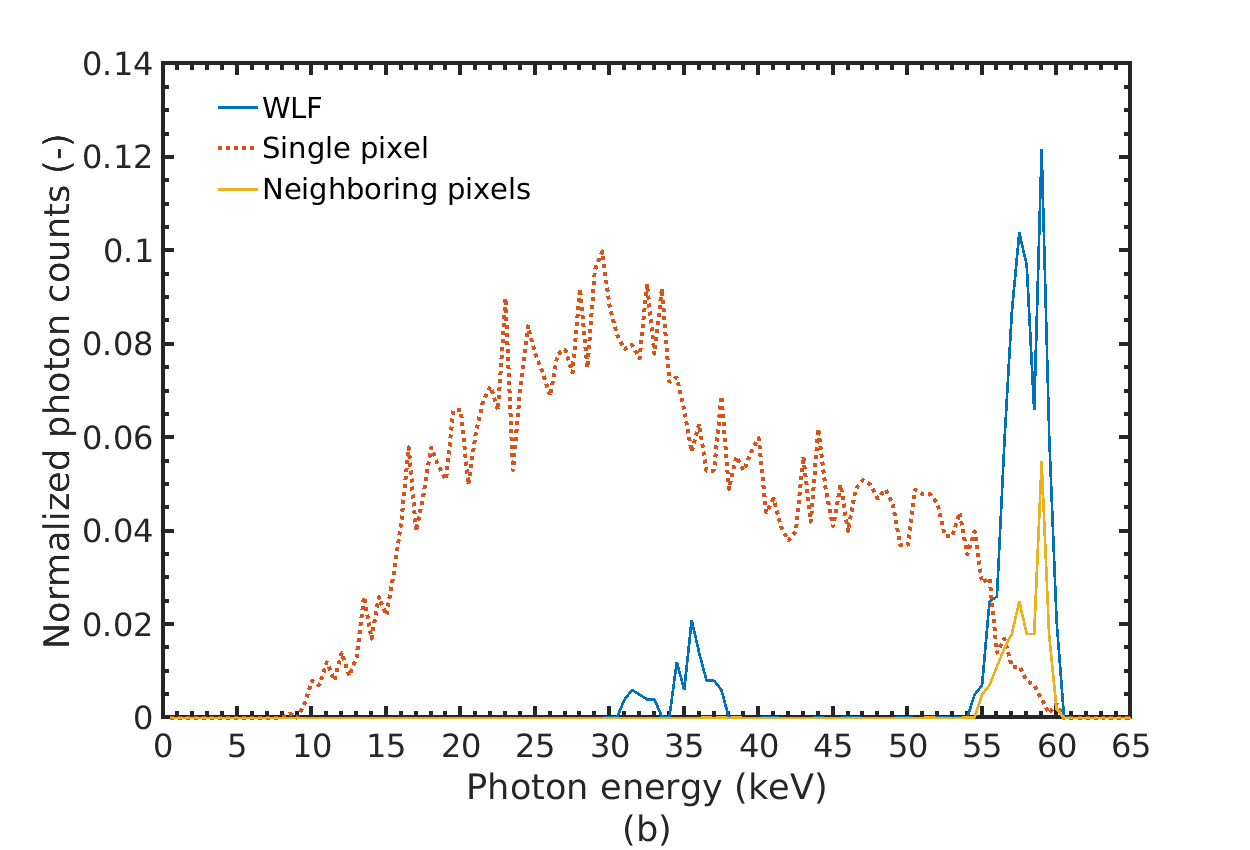 0.14
0.12
0.1
0.08
0.06
0.04
0.02
0
Normalized photon counts (-)
WLF
Single pixel
Neighboring pixels
0 5 10 15 20 25 30 35 40 45 50 55 60 65
Photon energy (keV)
(b)